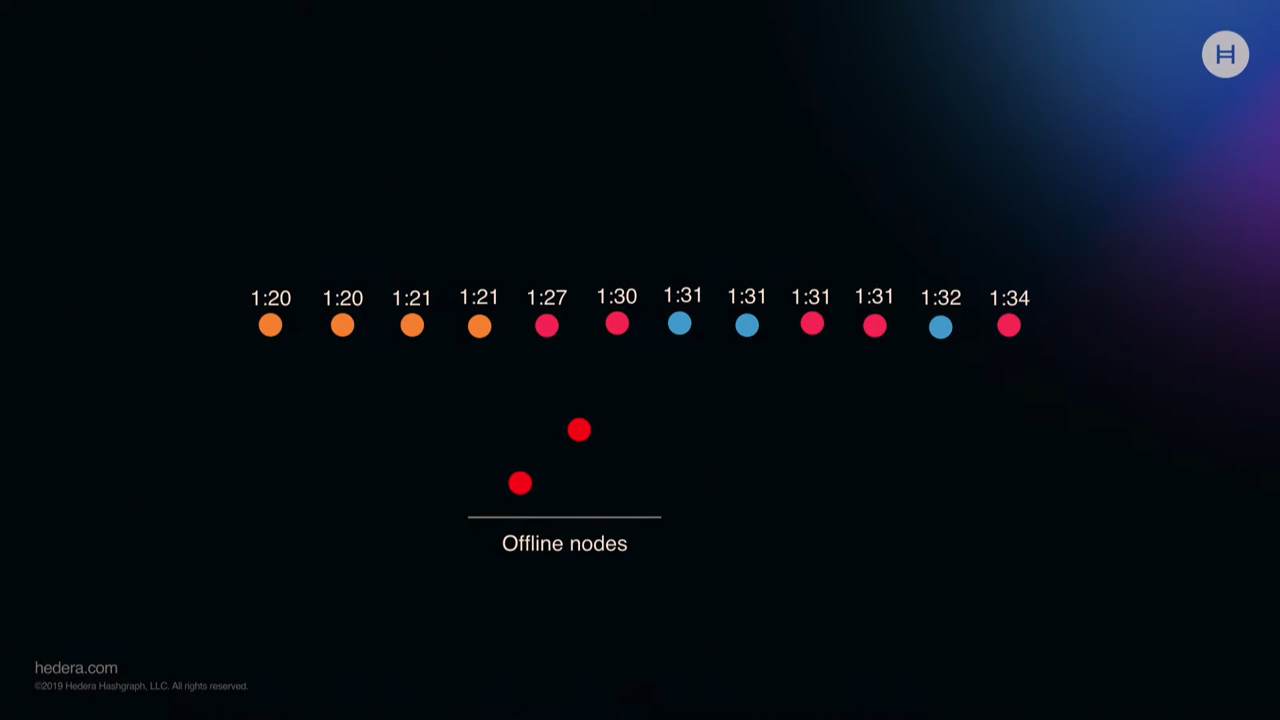 1:20 1:20 1:21 1:21 1:27 1:30 1:31 1:31 1:31 1:31 1:32 1:34
Offline nodes
hedera.com
©2019 Hedera Hashgraph, LLC. All rights reserved.